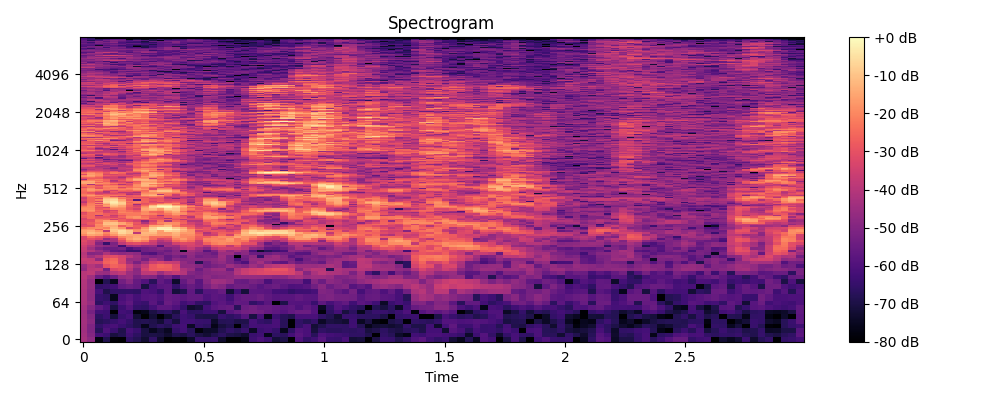 Spectrogram
Hz
4096
2048
1024
512
256
128
64
0
0
0.5
1
1.5
2
2.5
Time
+0 dB
-10 dB
-20 dB
-30 dB
-40 dB
-50 dB
-60 dB
-70 dB
-80 dB